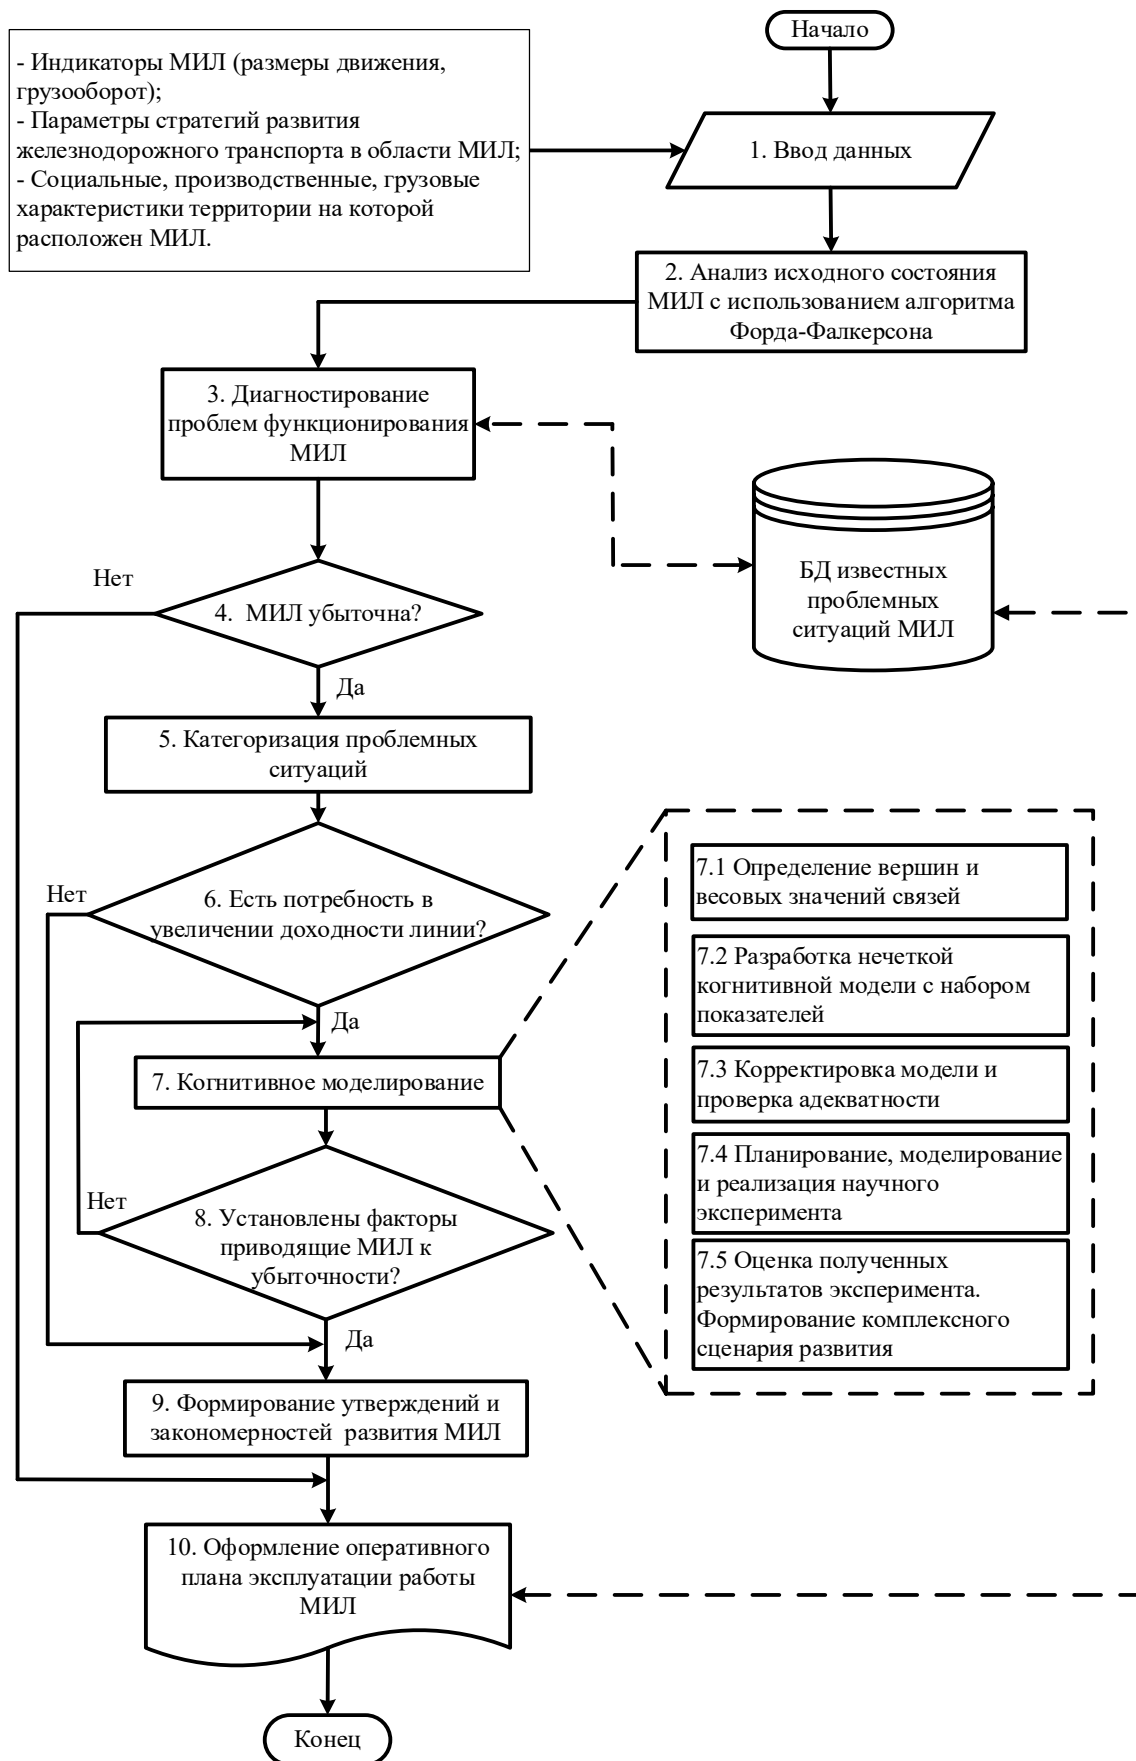 Начало
- Индикаторы МИЛ (размеры движения,
грузооборот);
- Параметры стратегий развития
железнодорожного транспорта в области МИЛ;
- Социальные, производственные, грузовые
характеристики территории на которой
расположен МИЛ.
1. Ввод данных
2. Анализ исходного состояния
МИЛ с использованием алгоритма
Форда-Фалкерсона
3. Диагностирование
проблем функционирования
МИЛ
БД известных
проблемных
ситуаций МИЛ
Нет
4. МИЛ убыточна?
Да
5. Категоризация проблемных
ситуаций
Нет
6. Есть потребность в
увеличении доходности линии?
Да
7. Когнитивное моделирование
7.1 Определение вершин и
весовых значений связей
7.2 Разработка нечеткой
когнитивной модели с набором
показателей
7.3 Корректировка модели и
проверка адекватности
7.4 Планирование, моделирование
и реализация научного
эксперимента
7.5 Оценка полученных
результатов эксперимента.
Формирование комплексного
сценария развития
Нет
8. Установлены факторы
приводящие МИЛ к
убыточности?
Да
9. Формирование утверждений и
закономерностей развития МИЛ
10. Оформление оперативного
плана эксплуатации работы
МИЛ
Конец